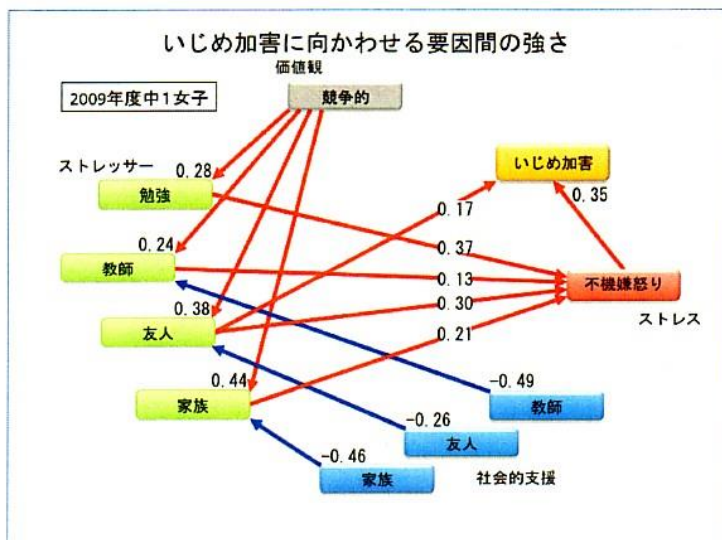 いじめ加害に向かわせる要因間の強さ
価値観
2009年度中1女子
競争的
ストレッサー
0.28
勉強
いじめ加害
0.17
0.35
0.24
教師
0.37
0.13
不機嫌怒り
0.38
友人
0.30
ストレス
0.21
0.44
家族
-0.49
教師
-0.26
友人
-0.46
家族
社会的支援